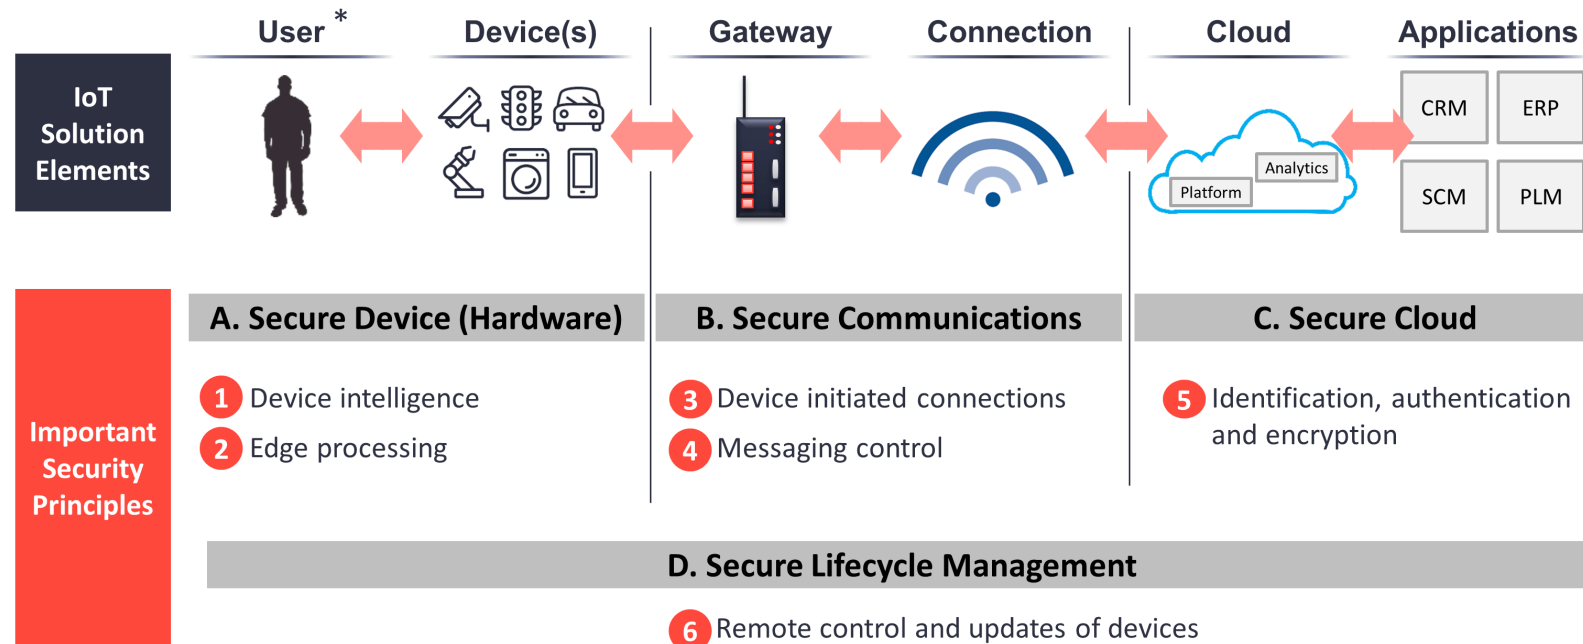 User *
Device(s)
Gateway
Connection
Cloud
Applications
IoT
Solution
Elements
CRM
ERP
SCM
PLM
Analytics
Platform
Important
Security
Principles
A. Secure Device (Hardware)
1 Device intelligence
2 Edge processing
B. Secure Communications
3 Device initiated connections
4 Messaging control
C. Secure Cloud
5 Identification, authentication
and encryption
D. Secure Lifecycle Management
6 Remote control and updates of devices